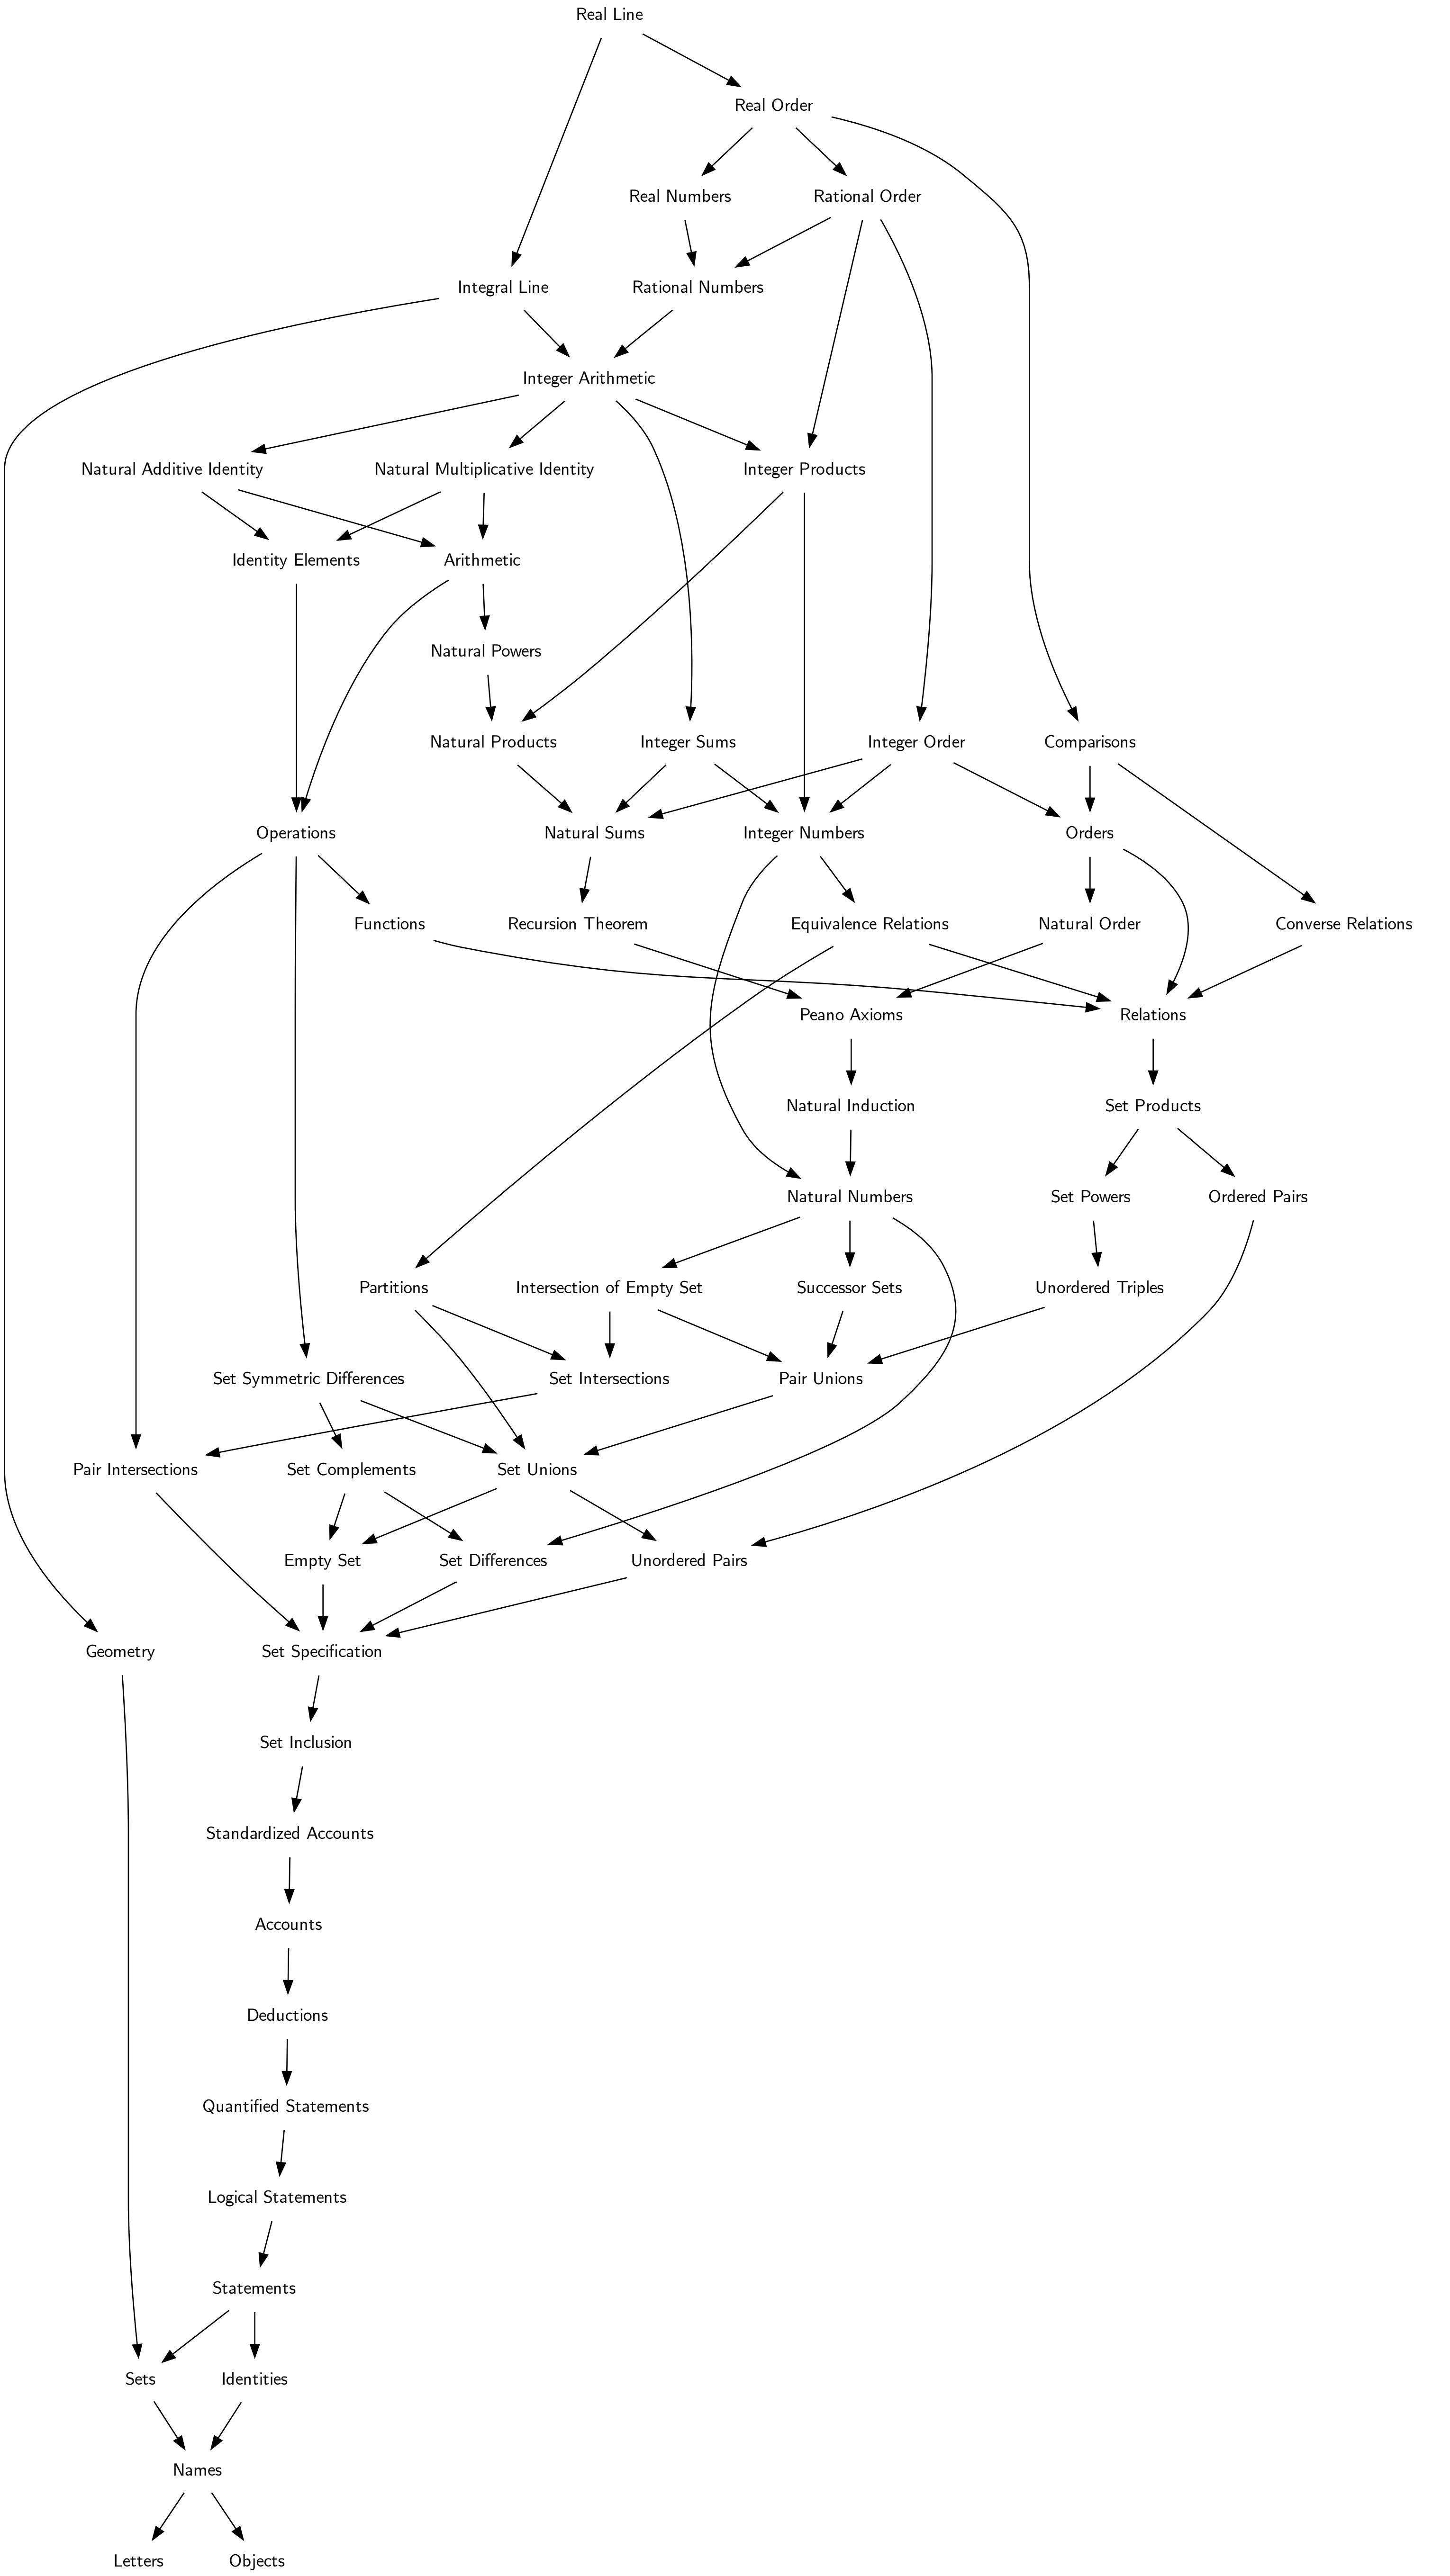 Real Line
Real Order
Real Numbers
Rational Order
Integral Line
Rational Numbers
Integer Arithmetic
Natural Additive Identity
Natural Multiplicative Identity
Integer Products
Identity Elements
Arithmetic
Natural Powers
Natural Products
Integer Sums
Integer Order
Comparisons
Operations
Natural Sums
Integer Numbers
Orders
Functions
Recursion Theorem
Equivalence Relations
Natural Order
Converse Relations
Peano Axioms
Relations
Natural Induction
Set Products
Natural Numbers
Set Powers
Ordered Pairs
Partitions
Intersection of Empty Set
Successor Sets
Unordered Triples
Set Symmetric Differences
Set Intersections
Pair Unions
Pair Intersections
Set Complements
Set Unions
Empty Set
Set Differences
Unordered Pairs
Geometry
Set Specification
Set Inclusion
Standardized Accounts
Accounts
Deductions
Quantified Statements
Logical Statements
Statements
Sets
Identities
Names
Letters
Objects